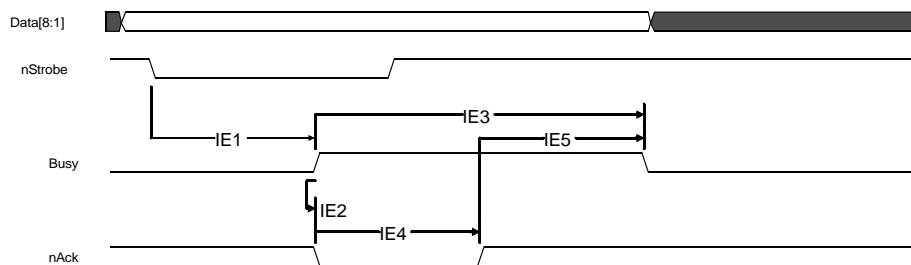 Data[8:1]
nStrobe
IE3
IE1
IE5
Busy
IE2
IE4
nAck